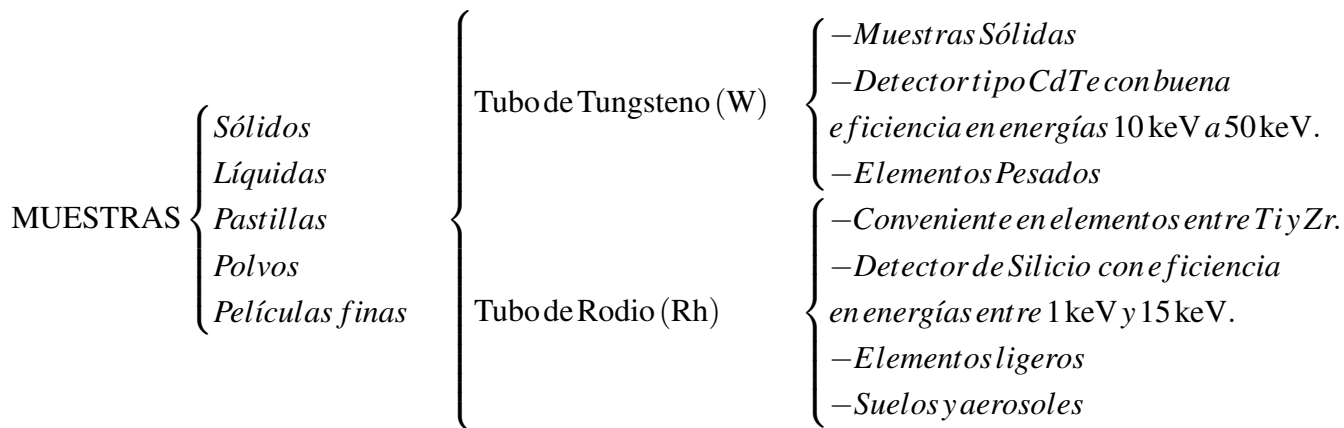 MUESTRAS
Sólidos
Líquidas
Pastillas
Polvos
Películas finas
Tubo de Tungsteno (W)
−Muestras Sólidas
−Detector tipo CdTe con buena
eficiencia en energías 10 keV a 50 keV.
−Elementos Pesados
Tubo de Rodio (Rh)
−Conveniente en elementos entre Ti y Zr.
−Detector de Silicio con eficiencia
en energías entre 1 keV y 15 keV.
−Elementos ligeros
−Suelos y aerosoles